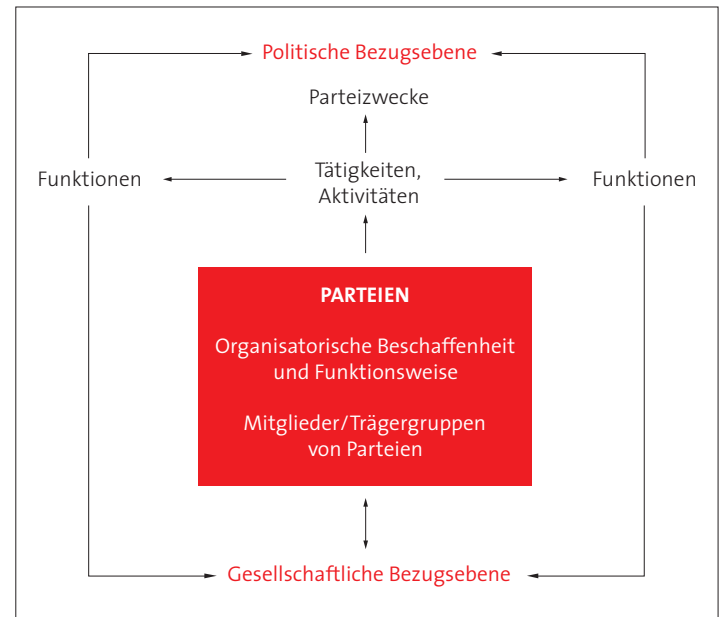 Politische Bezugsebene
Parteizwecke
Funktionen
Tätigkeiten,
Aktivitäten
Funktionen
PARTEIEN
Organisatorische Beschaffenheit
und Funktionsweise
Mitglieder/Trägergruppen
von Parteien
Gesellschaftliche Bezugsebene